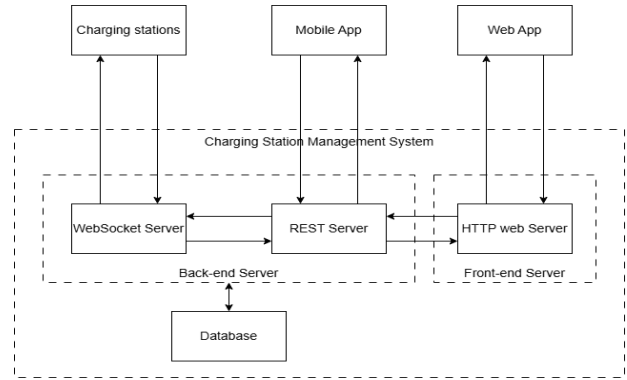 Charging stations
Mobile App
Web App
Charging Station Management System
WebSocket Server
REST Server
HTTP web Server
Back-end Server
Front-end Server
Database